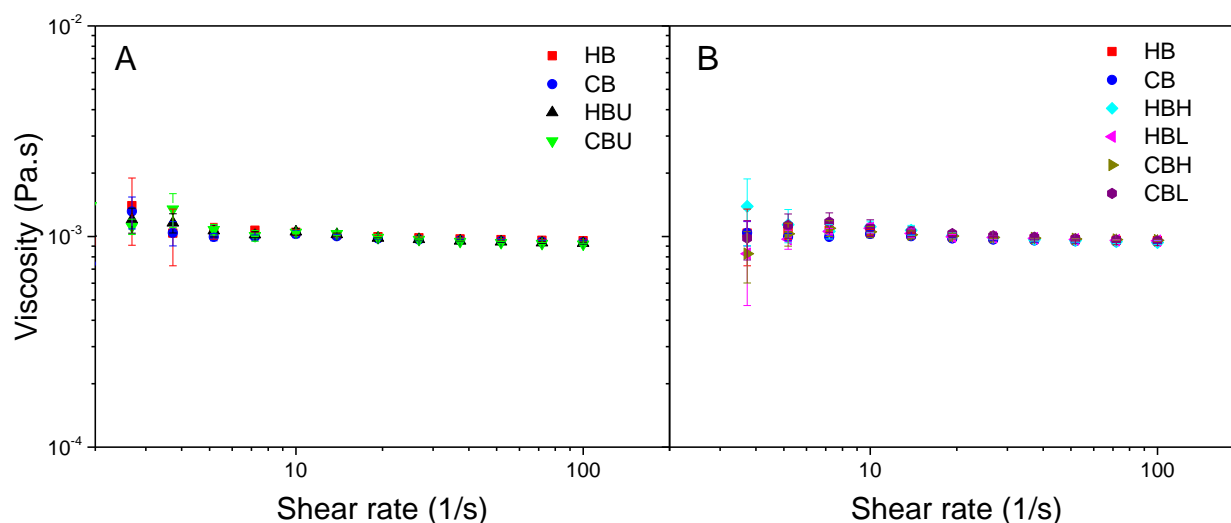 A
HB
CB
HBU
CBU
B
HB
CB
HBH
HBL
CBH
CBL
Viscosity (Pa.s)
10⁻²
10⁻³
10⁻⁴
10
100
10
100
Shear rate (1/s)
Shear rate (1/s)